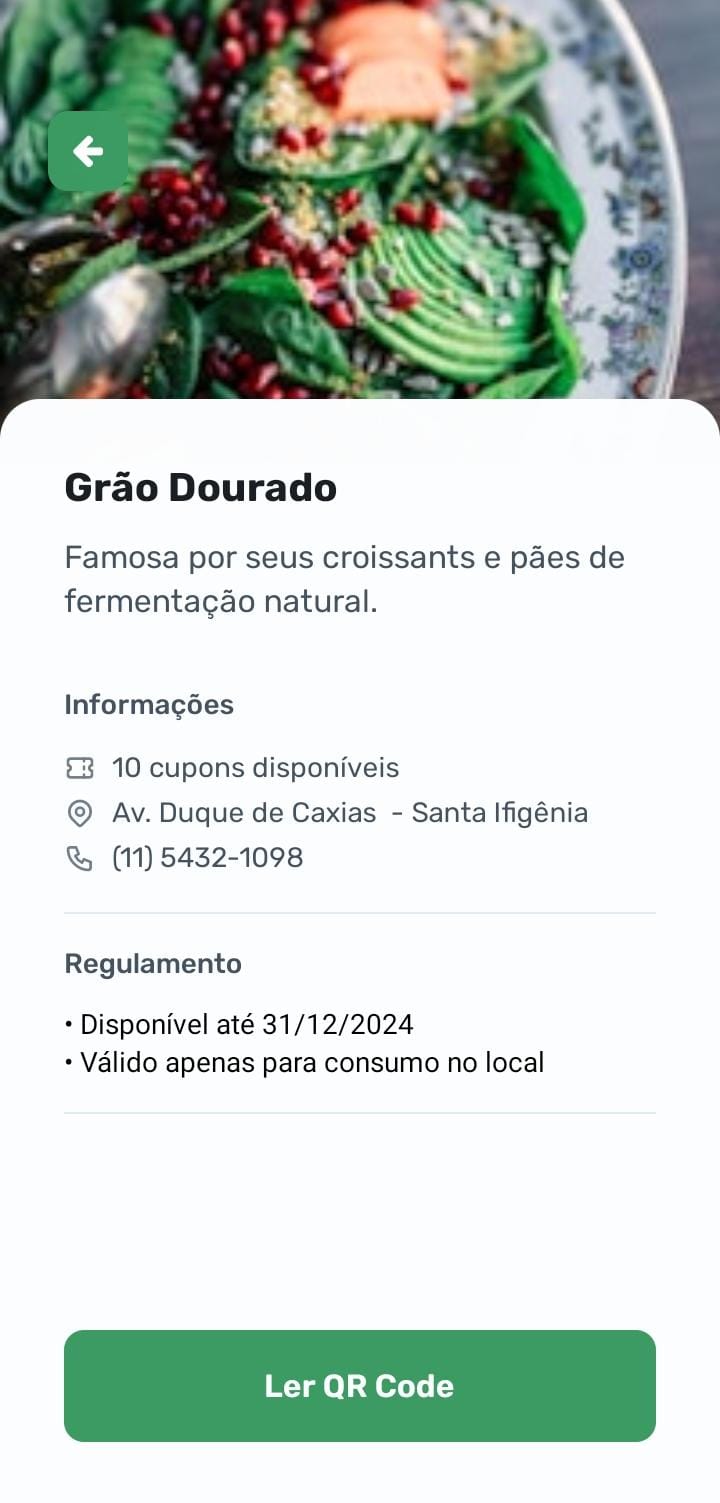 Grão Dourado
Famosa por seus croissants e pães de
fermentação natural.
Informações
10 cupons disponíveis
Av. Duque de Caxias  - Santa Ifigênia
(11) 5432-1098
Regulamento
• Disponível até 31/12/2024
• Válido apenas para consumo no local
Ler QR Code